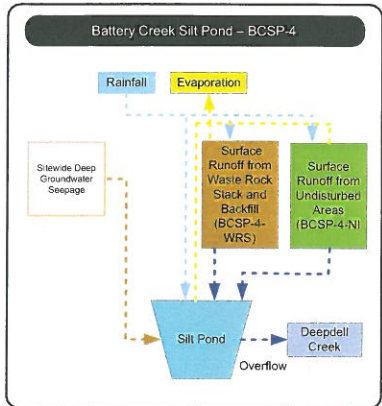 Battery Creek Silt Pond – BCSP-4
Rainfall
Evaporation
Sitewide Deep
Groundwater
Seepage
Surface
Runoff from
Waste Rock
Stack and
Backfill
(BCSP-4-
WRS)
Surface
Runoff from
Undisturbed
Areas
(BCSP-4-N)
Silt Pond
Deepdell
Creek
Overflow